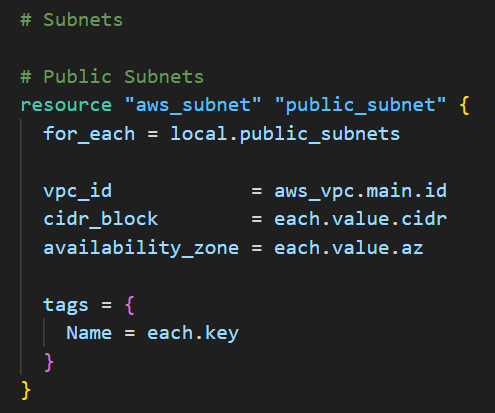 # Subnets
# Public Subnets
resource "aws_subnet" "public_subnet" {
  for_each = local.public_subnets
  vpc_id            = aws_vpc.main.id
  cidr_block        = each.value.cidr
  availability_zone = each.value.az
  tags = {
    Name = each.key
  }
}